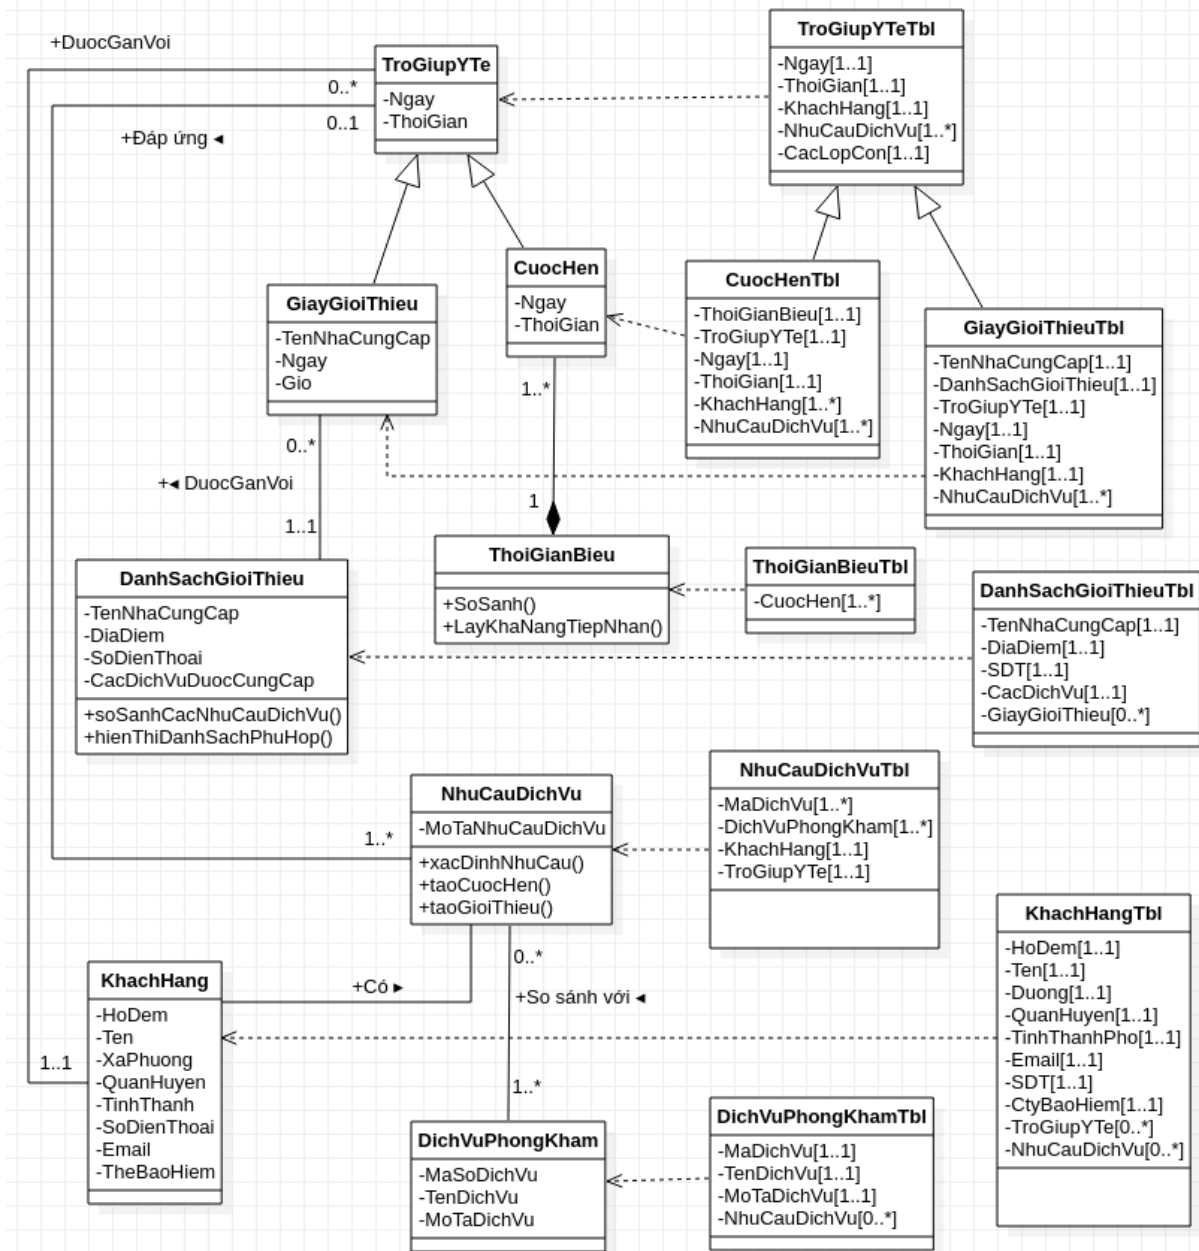 +DuocGanVoi
0..*
0..1
+Đáp ứng ◂
TroGiupYTe
-Ngay
-ThoiGian
TroGiupYTeTbl
-Ngay[1..1]
-ThoiGian[1..1]
-KhachHang[1..1]
-NhuCauDichVu[1..*]
-CacLopCon[1..1]
GiayGioiThieu
-TenNhaCungCap
-Ngay
-Gio
CuocHen
-Ngay
-ThoiGian
CuocHenTbl
-ThoiGianBieu[1..1]
-TroGiupYTe[1..1]
-Ngay[1..1]
-ThoiGian[1..1]
-KhachHang[1..*]
-NhuCauDichVu[1..*]
GiayGioiThieuTbl
-TenNhaCungCap[1..1]
-DanhSachGioiThieu[1..1]
-TroGiupYTe[1..1]
-Ngay[1..1]
-ThoiGian[1..1]
-KhachHang[1..1]
-NhuCauDichVu[1..*]
0..*
+◂ DuocGanVoi
1..1
1..*
1
DanhSachGioiThieu
-TenNhaCungCap
-DiaDiem
-SoDienThoai
-CacDichVuDuocCungCap
+soSanhCacNhuCauDichVu()
+hienThiDanhSachPhuHop()
ThoiGianBieu
+SoSanh()
+LayKhaNangTiepNhan()
ThoiGianBieuTbl
-CuocHen[1..*]
DanhSachGioiThieuTbl
-TenNhaCungCap[1..1]
-DiaDiem[1..1]
-SDT[1..1]
-CacDichVu[1..1]
-GiayGioiThieu[0..*]
1..*
NhuCauDichVu
-MoTaNhuCauDichVu
+xacDinhNhuCau()
+taoCuocHen()
+taoGioiThieu()
NhuCauDichVuTbl
-MaDichVu[1..*]
-DichVuPhongKham[1..*]
-KhachHang[1..1]
-TroGiupYTe[1..1]
KhachHang
-HoDem
-Ten
-XaPhuong
-QuanHuyen
-TinhThanh
-SoDienThoai
-Email
-TheBaoHiem
1..1
+Có ▸
0..*
+So sánh với ◂
1..*
KhachHangTbl
-HoDem[1..1]
-Ten[1..1]
-Duong[1..1]
-QuanHuyen[1..1]
-TinhThanhPho[1..1]
-Email[1..1]
-SDT[1..1]
-CtyBaoHiem[1..1]
-TroGiupYTe[0..*]
-NhuCauDichVu[0..*]
DichVuPhongKham
-MaSoDichVu
-TenDichVu
-MoTaDichVu
DichVuPhongKhamTbl
-MaDichVu[1..1]
-TenDichVu[1..1]
-MoTaDichVu[1..1]
-NhuCauDichVu[0..*]